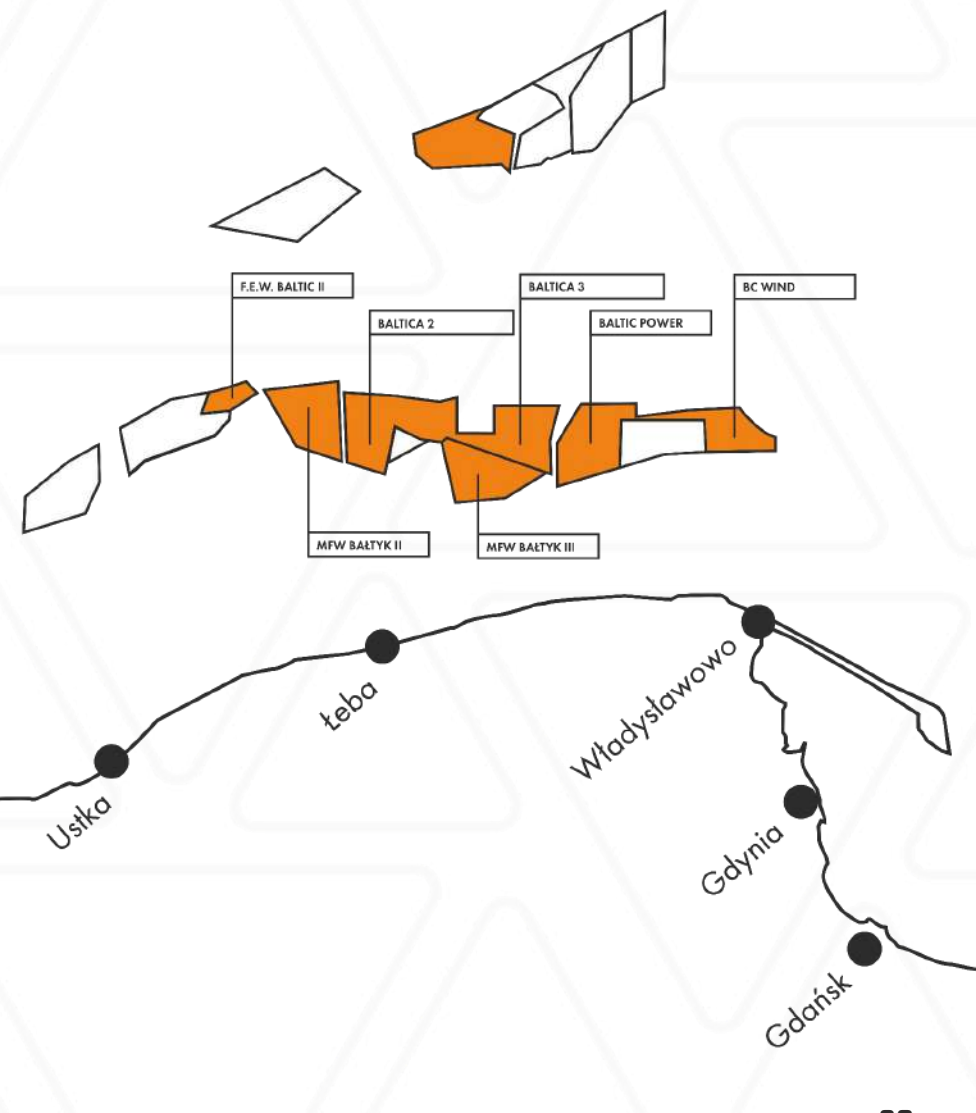 F.E.W. BALTIC II
BALTICA 3
BC WIND
BALTICA 2
BALTIC POWER
MFW BAŁTYK II
MFW BAŁTYK III
Łeba
Władysławowo
Ustka
Gdynia
Gdańsk